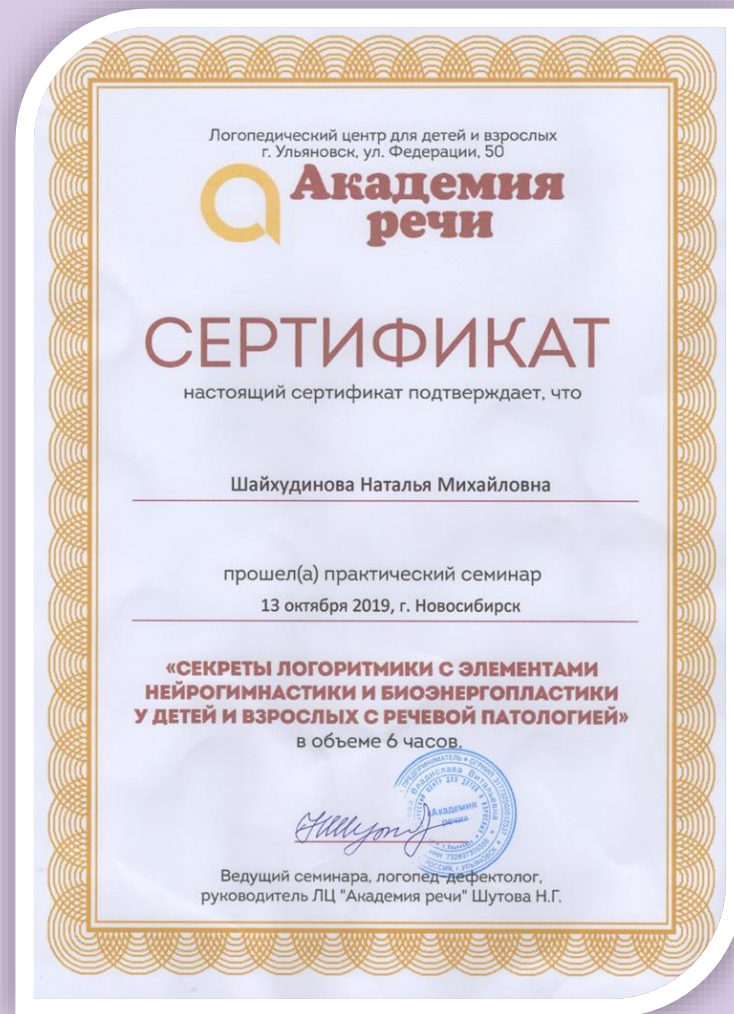 Логопедический центр для детей и взрослых
г. Ульяновск, ул. Федерации, 50
Академия
речи
СЕРТИФИКАТ
настоящий сертификат подтверждает, что
Шайхудинова Наталья Михайловна
прошел(а) практический семинар
13 октября 2019, г. Новосибирск
«СЕКРЕТЫ ЛОГОРИТМИКИ С ЭЛЕМЕНТАМИ
НЕЙРОГИМНАСТИКИ И БИОЭНЕРГОПЛАСТИКИ
У ДЕТЕЙ И ВЗРОСЛЫХ С РЕЧЕВОЙ ПАТОЛОГИЕЙ»
в объеме 6 часов.
Владислава Витальевна
«Академия
речи»
Ведущий семинара, логопед-дефектолог,
руководитель ЛЦ "Академия речи" Шутова Н.Г.